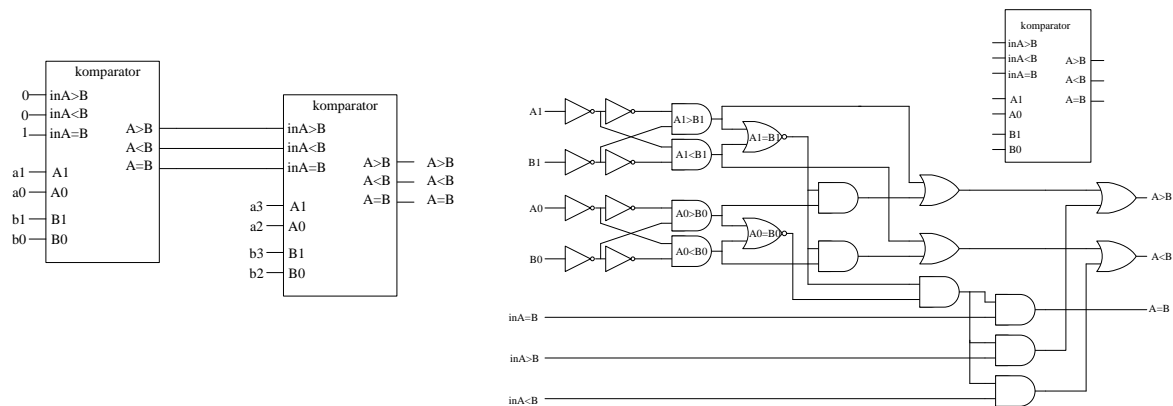 komparator
0 inA>B
0 inA<B
1 inA=B
A>B
A<B
A=B
a1 A1
a0 A0
b1 B1
b0 B0
komparator
inA>B
inA<B
inA=B
A>B A>B
A<B A<B
A=B A=B
a3 A1
a2 A0
b3 B1
b2 B0
komparator
inA>B
inA<B
inA=B
A>B
A<B
A=B
A1
A0
B1
B0
A1
A1>B1
A1=B1
B1
A1<B1
A0
A0>B0
A0=B0
B0
A0<B0
A>B
A<B
A=B
inA=B
inA>B
inA<B